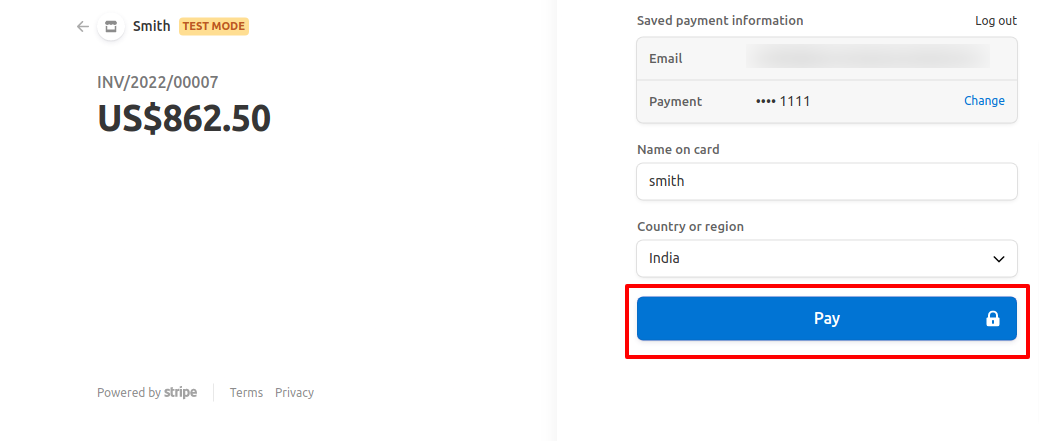 Smith TEST MODE
INV/2022/00007
US$862.50
Powered by stripe Terms Privacy
Saved payment information Log out
Email
Payment •••• 1111 Change
Name on card
smith
Country or region
India
Pay